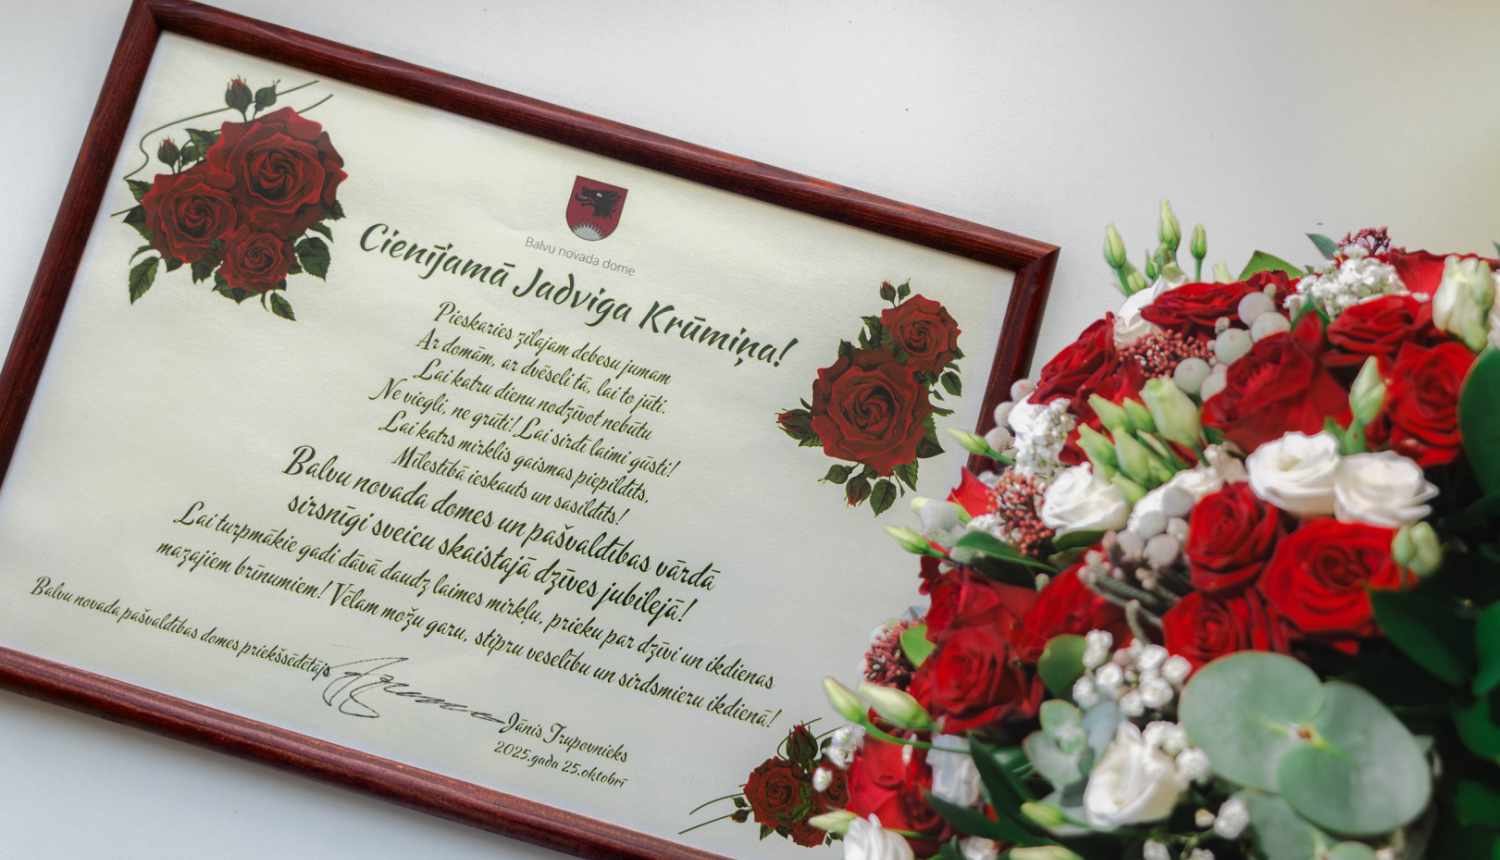 Balvu novada dome
Cienījamā Jadviga Krūmiņa!
Pieskaries zilajam debesu jumam
Ar domām, ar dvēseli tā, lai to jūti.
Lai katru dienu nodzīvot nebūtu
Ne viegli, ne grūti! Lai sirdī laimi gūsti!
Lai katrs mirklis gaismas piepildīts,
Mīlestībā ieskauts un sasildīts!
Balvu novada domes un pašvaldības vārdā
sirsnīgi sveicu skaistajā dzīves jubilejā!
Lai turpmākie gadi dāvā daudz laimes mirkļu, prieku par dzīvi un ikdienas
mazajiem brīnumiem! Vēlam možu garu, stipru veselību un sirdsmieru ikdienā!
Balvu novada pašvaldības domes priekšsēdētājs
Jānis Trupovnieks
2025.gada 25.oktobrī